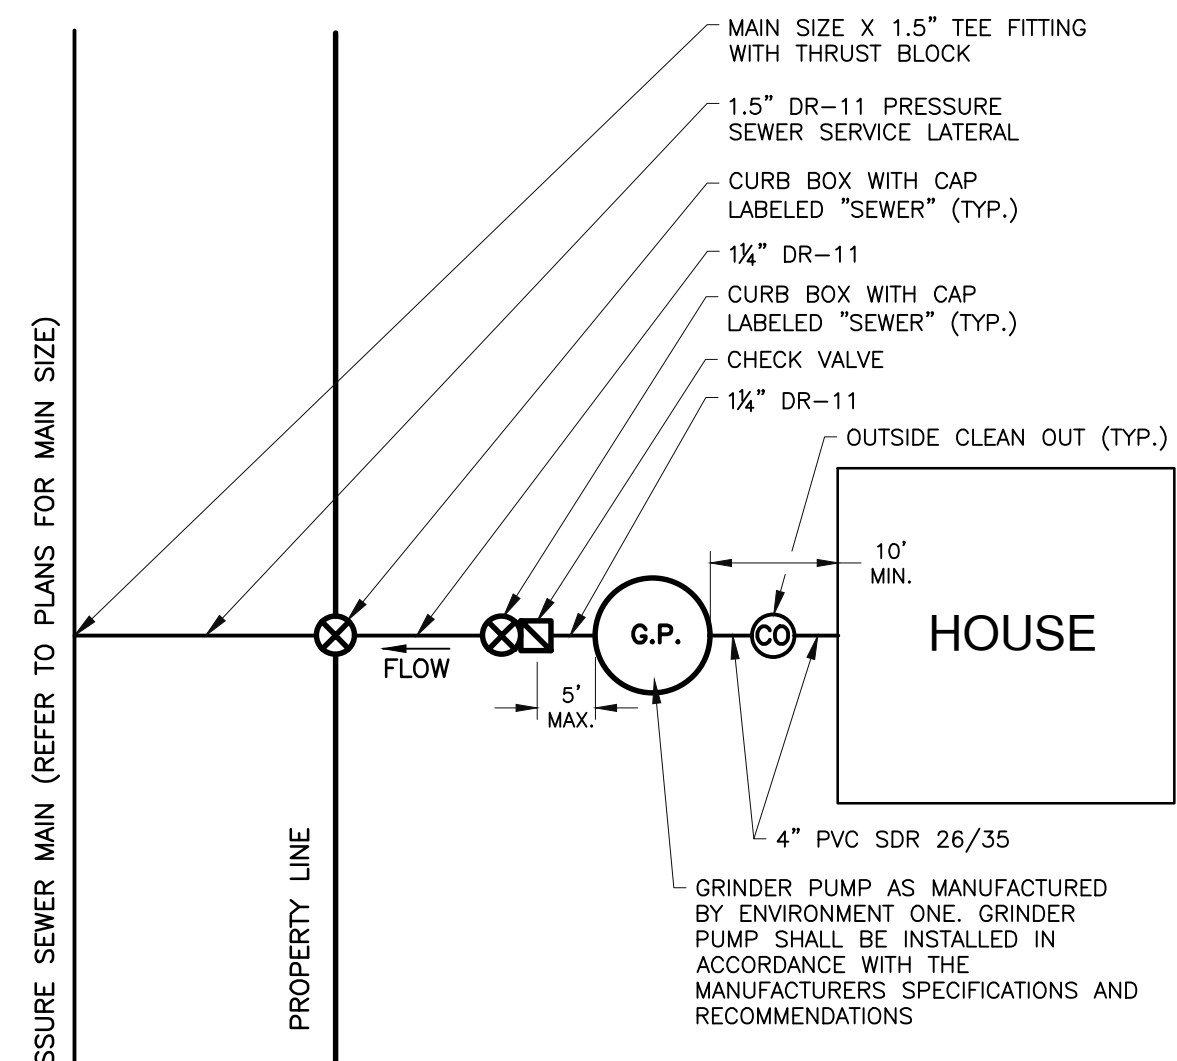 MAIN SIZE X 1.5" TEE FITTING
WITH THRUST BLOCK
1.5" DR-11 PRESSURE
SEWER SERVICE LATERAL
CURB BOX WITH CAP
LABELED "SEWER" (TYP.)
1¼" DR-11
CURB BOX WITH CAP
LABELED "SEWER" (TYP.)
CHECK VALVE
1¼" DR-11
OUTSIDE CLEAN OUT (TYP.)
10'
MIN.
HOUSE
G.P.
CO
FLOW
5'
MAX.
4" PVC SDR 26/35
GRINDER PUMP AS MANUFACTURED
BY ENVIRONMENT ONE. GRINDER
PUMP SHALL BE INSTALLED IN
ACCORDANCE WITH THE
MANUFACTURERS SPECIFICATIONS AND
RECOMMENDATIONS
PROPERTY LINE
SSURE SEWER MAIN (REFER TO PLANS FOR MAIN SIZE)